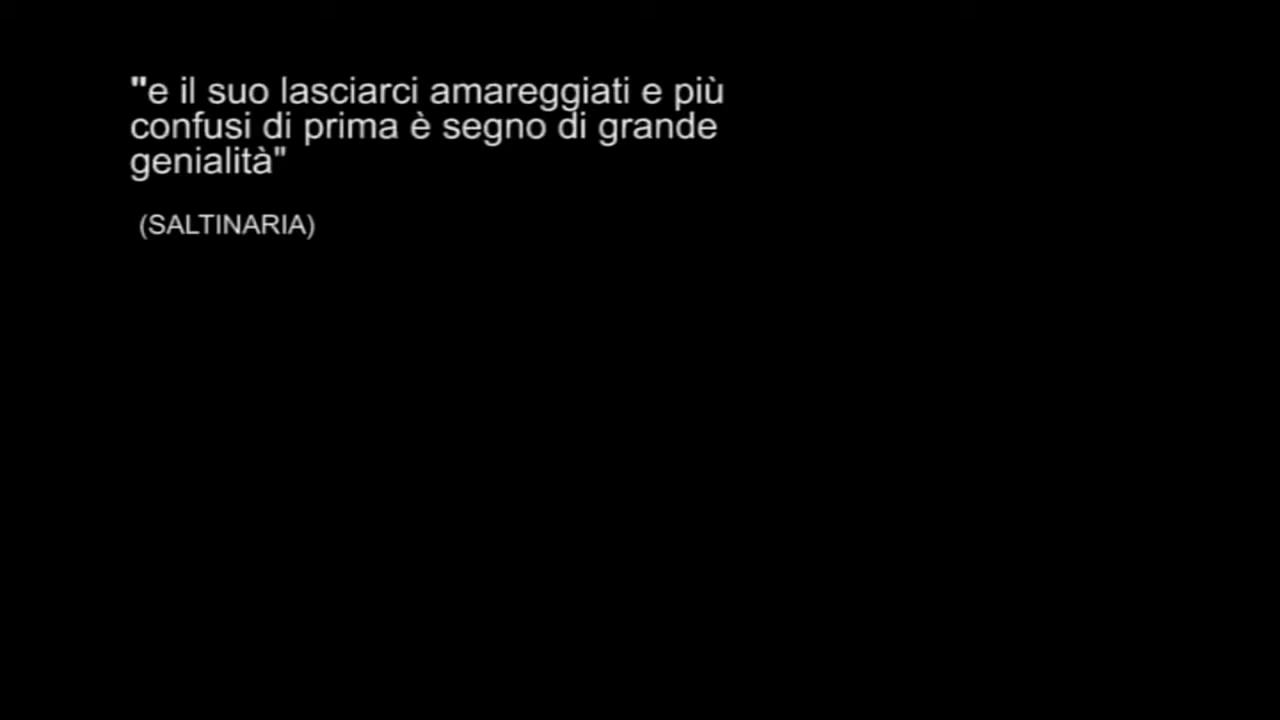 "e il suo lasciarci amareggiati e più
confusi di prima è segno di grande
genialità"
(SALTINARIA)